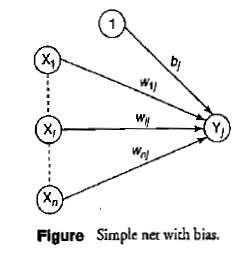 1
b_j
X_1
w_1j
X_i
w_ij
Y_j
w_nj
X_n
Figure Simple net with bias.